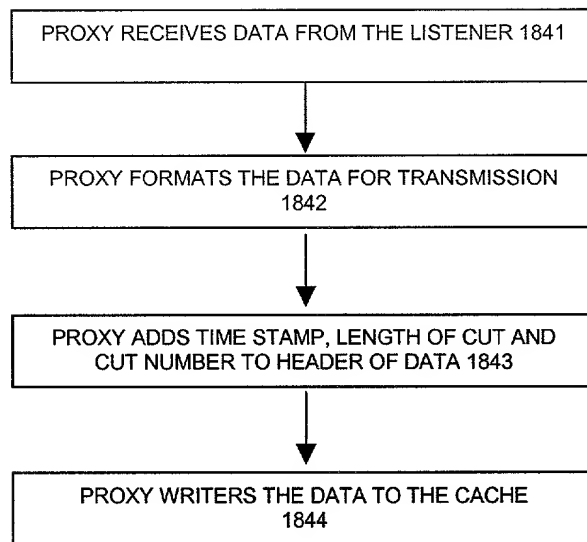 PROXY RECEIVES DATA FROM THE LISTENER 1841
PROXY FORMATS THE DATA FOR TRANSMISSION
1842
PROXY ADDS TIME STAMP, LENGTH OF CUT AND
CUT NUMBER TO HEADER OF DATA 1843
PROXY WRITERS THE DATA TO THE CACHE
1844